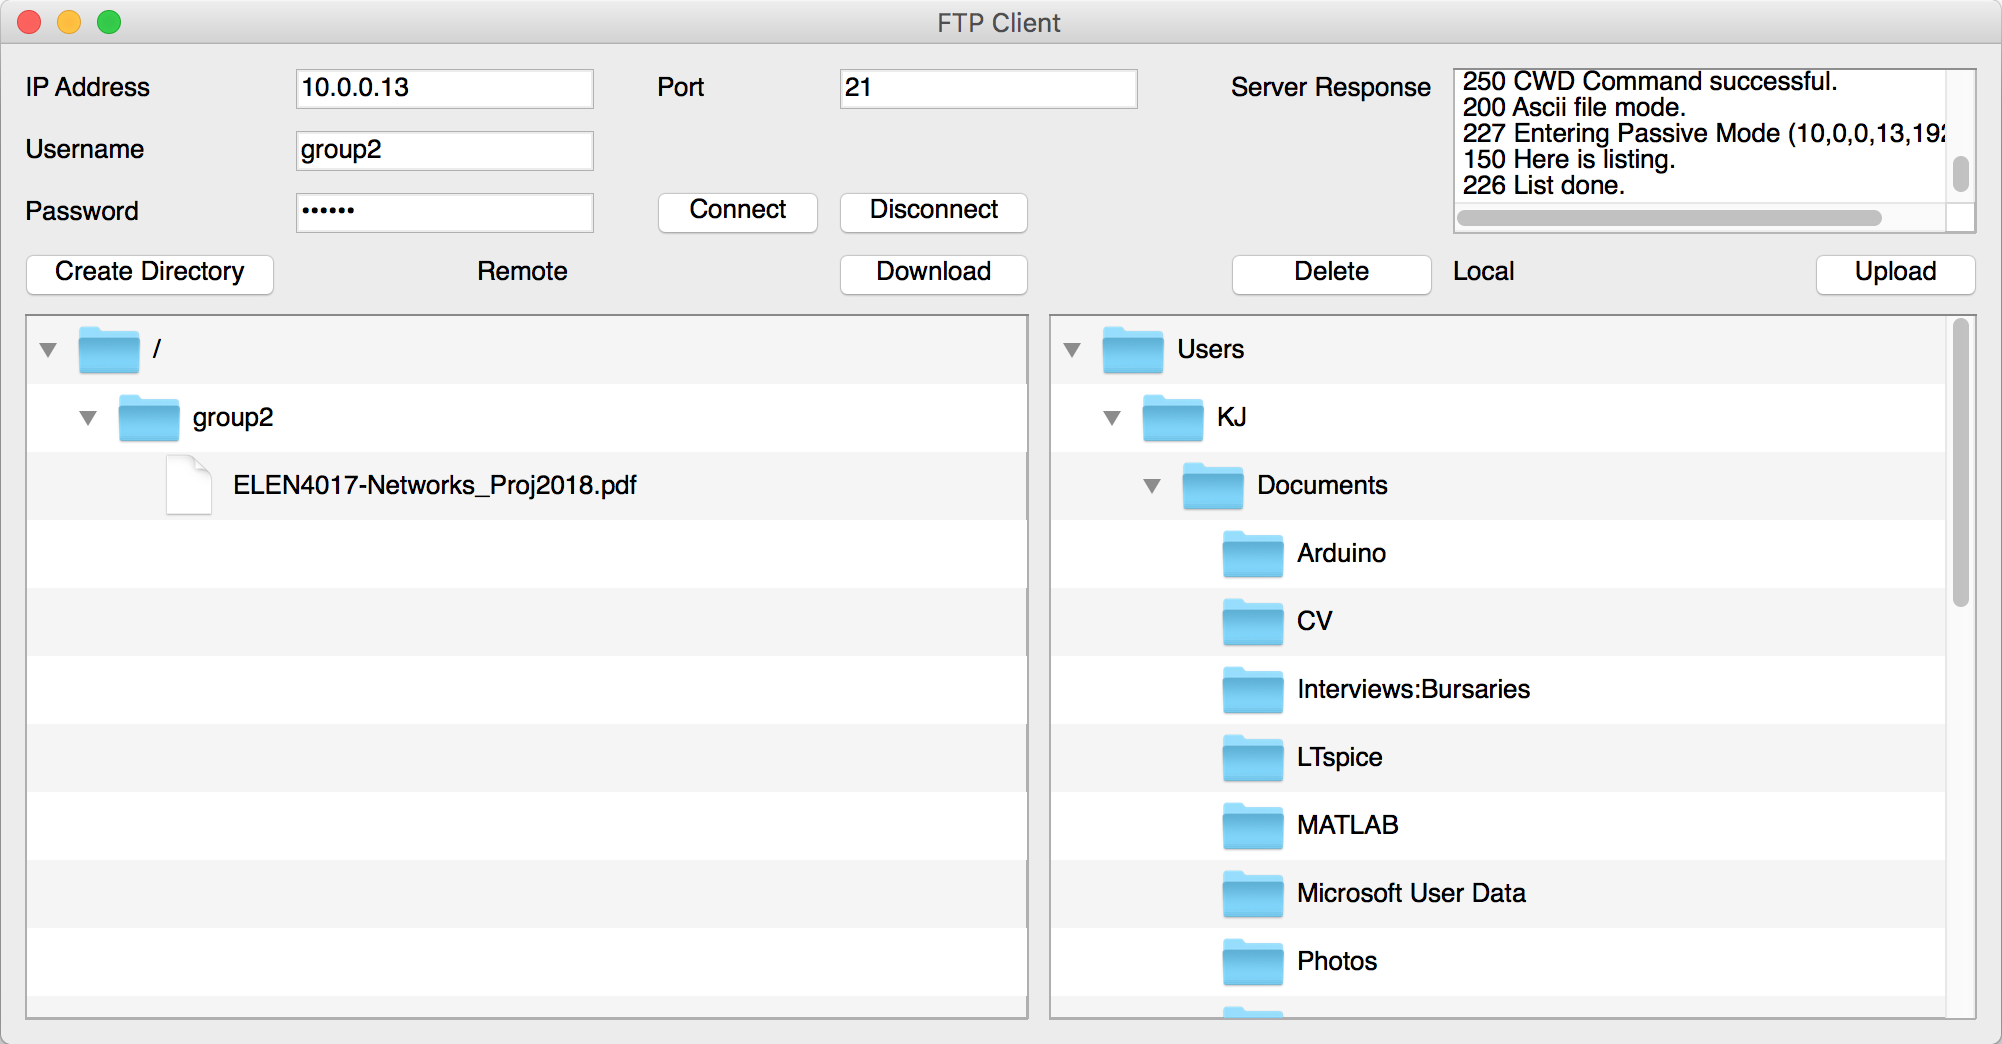 FTP Client
IP Address 10.0.0.13 Port 21 Server Response
250 CWD Command successful.
200 Ascii file mode.
227 Entering Passive Mode (10,0,0,13,192
150 Here is listing.
226 List done.
Username group2
Password ••••••
Connect Disconnect
Create Directory Remote Download Delete Local Upload
/
group2
ELEN4017-Networks_Proj2018.pdf
Users
KJ
Documents
Arduino
CV
Interviews:Bursaries
LTspice
MATLAB
Microsoft User Data
Photos